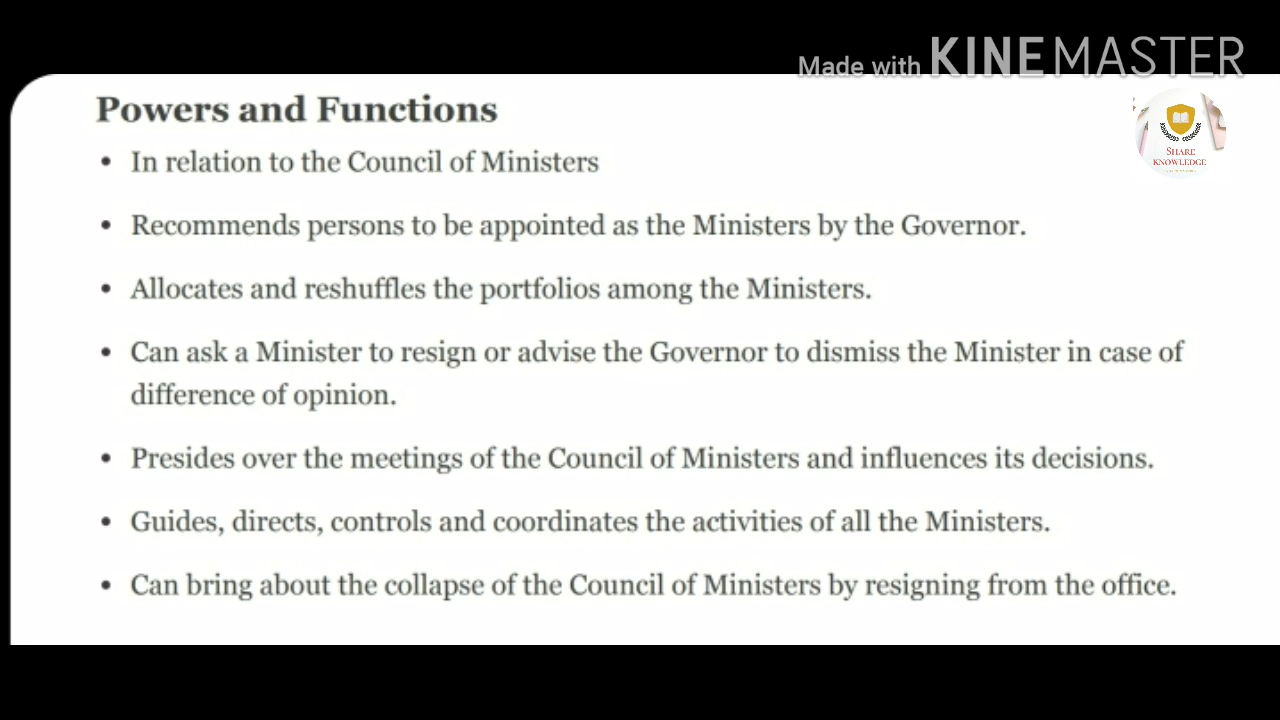 Made with KINEMASTER
Powers and Functions
SHARE
KNOWLEDGE
• In relation to the Council of Ministers
• Recommends persons to be appointed as the Ministers by the Governor.
• Allocates and reshuffles the portfolios among the Ministers.
• Can ask a Minister to resign or advise the Governor to dismiss the Minister in case of
difference of opinion.
• Presides over the meetings of the Council of Ministers and influences its decisions.
• Guides, directs, controls and coordinates the activities of all the Ministers.
• Can bring about the collapse of the Council of Ministers by resigning from the office.